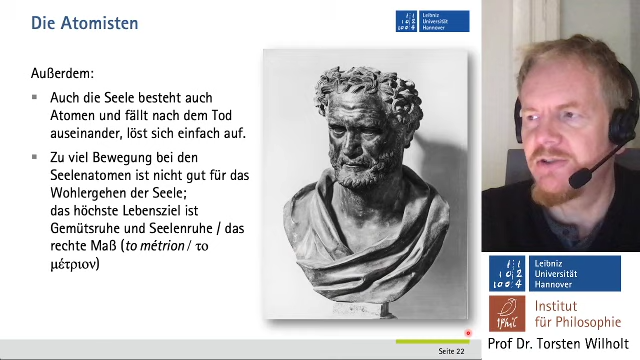 Die Atomisten
Leibniz
Universität
Hannover
Außerdem:
Auch die Seele besteht auch
Atomen und fällt nach dem Tod
auseinander, löst sich einfach auf.
Zu viel Bewegung bei den
Seelenatomen ist nicht gut für das
Wohlergehen der Seele;
das höchste Lebensziel ist
Gemütsruhe und Seelenruhe / das
rechte Maß (to métrion / το
μέτριον)
Seite 22
Leibniz
Universität
Hannover
Institut
für Philosophie
Prof Dr. Torsten Wilholt